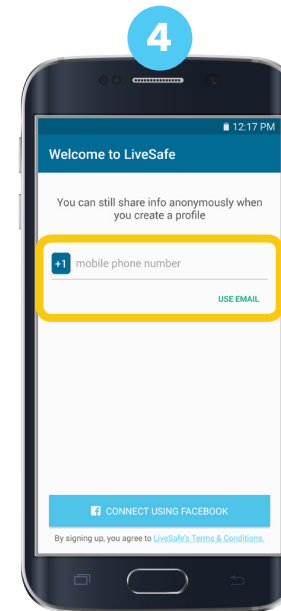 4
12:17 PM
Welcome to LiveSafe
You can still share info anonymously when
you create a profile
+1 mobile phone number
USE EMAIL
CONNECT USING FACEBOOK
By signing up, you agree to LiveSafe's Terms & Conditions.